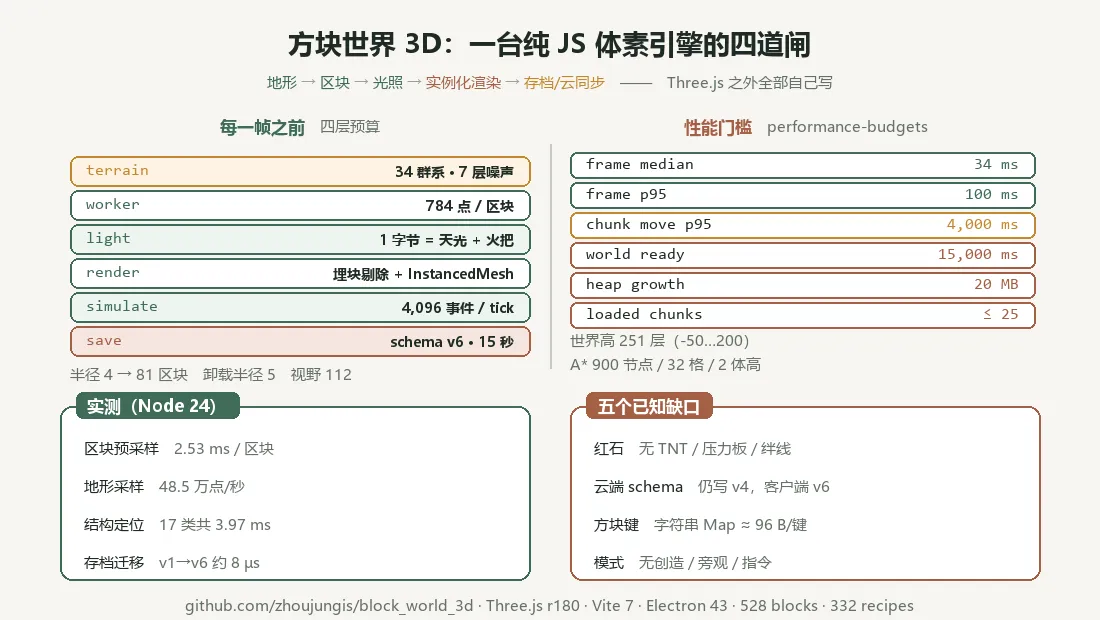 方块世界 3D：一台纯 JS 体素引擎的四道闸
地形 → 区块 → 光照 → 实例化渲染 → 存档/云同步 —— Three.js 之外全部自己写
每一帧之前 四层预算
terrain 34 群系 • 7 层噪声
worker 784 点 / 区块
light 1 字节 = 天光 + 火把
render 埋块剔除 + InstancedMesh
simulate 4,096 事件 / tick
save schema v6 • 15 秒
半径 4 → 81 区块 卸载半径 5 视野 112
性能门槛 performance-budgets
frame median 34 ms
frame p95 100 ms
chunk move p95 4,000 ms
world ready 15,000 ms
heap growth 20 MB
loaded chunks ≤ 25
世界高 251 层（-50…200）
A* 900 节点 / 32 格 / 2 体高
实测（Node 24）
区块预采样 2.53 ms / 区块
地形采样 48.5 万点/秒
结构定位 17 类共 3.97 ms
存档迁移 v1→v6 约 8 µs
五个已知缺口
红石 无 TNT / 压力板 / 绊线
云端 schema 仍写 v4，客户端 v6
方块键 字符串 Map ≈ 96 B/键
模式 无创造 / 旁观 / 指令
github.com/zhoujungis/block_world_3d · Three.js r180 · Vite 7 · Electron 43 · 528 blocks · 332 recipes